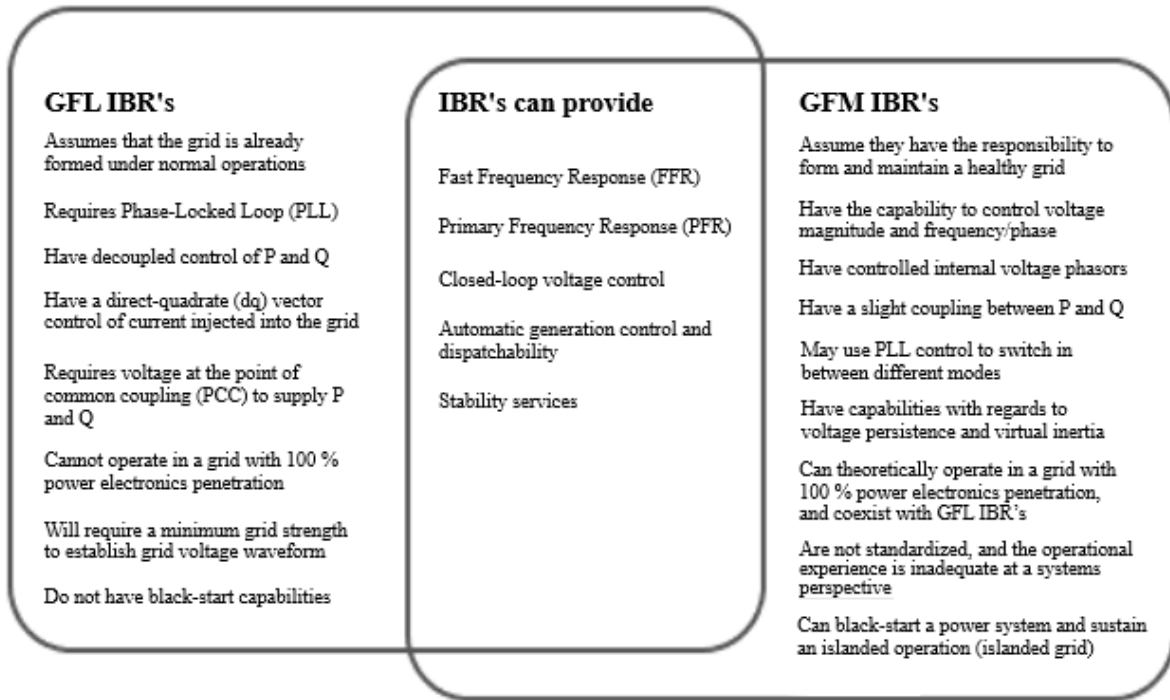 GFL IBR's
Assumes that the grid is already
formed under normal operations
Requires Phase-Locked Loop (PLL)
Have decoupled control of P and Q
Have a direct-quadrate (dq) vector
control of current injected into the grid
Requires voltage at the point of
common coupling (PCC) to supply P
and Q
Cannot operate in a grid with 100 %
power electronics penetration
Will require a minimum grid strength
to establish grid voltage waveform
Do not have black-start capabilities
IBR's can provide
Fast Frequency Response (FFR)
Primary Frequency Response (PFR)
Closed-loop voltage control
Automatic generation control and
dispatchability
Stability services
GFM IBR's
Assume they have the responsibility to
form and maintain a healthy grid
Have the capability to control voltage
magnitude and frequency/phase
Have controlled internal voltage phasors
Have a slight coupling between P and Q
May use PLL control to switch in
between different modes
Have capabilities with regards to
voltage persistence and virtual inertia
Can theoretically operate in a grid with
100 % power electronics penetration,
and coexist with GFL IBR’s
Are not standardized, and the operational
experience is inadequate at a systems
perspective
Can black-start a power system and sustain
an islanded operation (islanded grid)